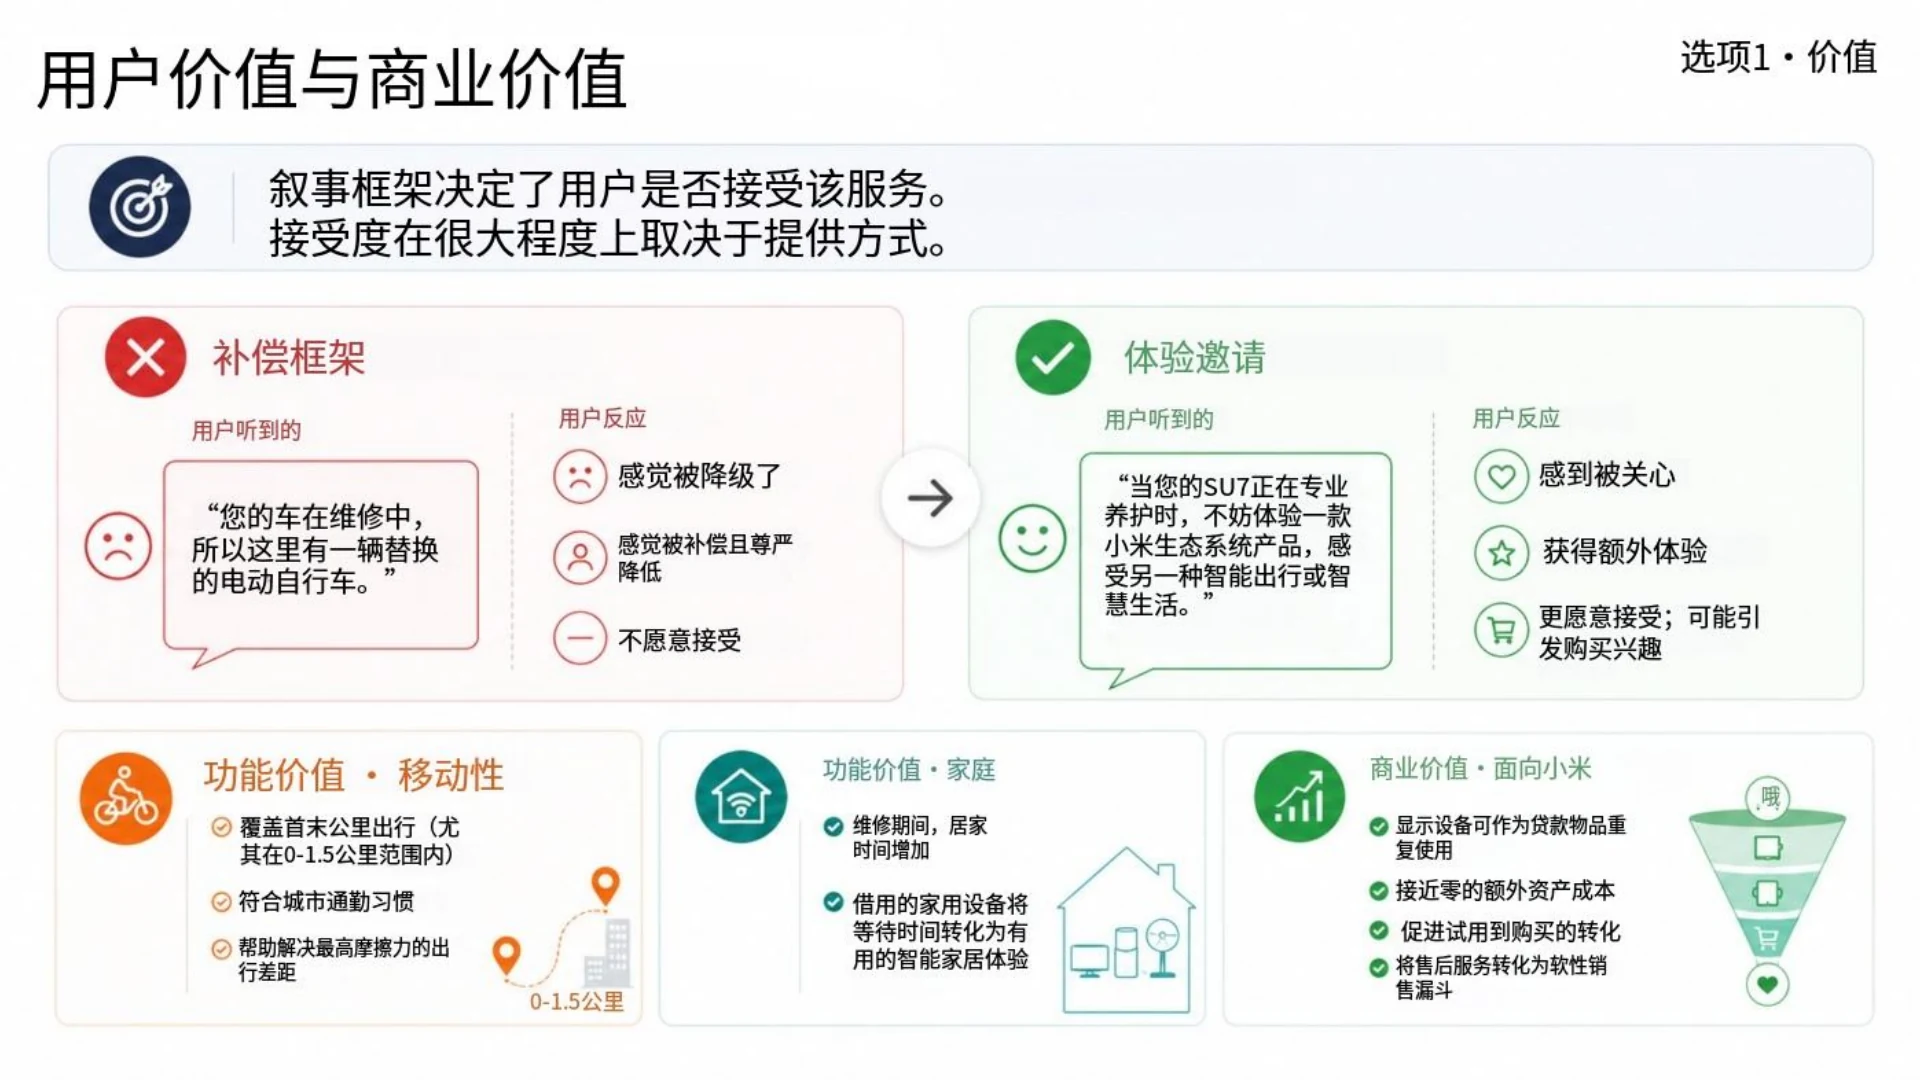 用户价值与商业价值
选项1·价值
叙事框架决定了用户是否接受该服务。
接受度在很大程度上取决于提供方式。
补偿框架
用户听到的
“您的车在维修中，
所以这里有一辆替换
的电动自行车。”
用户反应
感觉被降级了
感觉被补偿且尊严
降低
不愿意接受
体验邀请
用户听到的
“当您的SU7正在专业
养护时，不妨体验一款
小米生态系统产品，感
受另一种智能出行或智
慧生活。”
用户反应
感到被关心
获得额外体验
更愿意接受；可能引
发购买兴趣
功能价值 · 移动性
覆盖首末公里出行（尤
其在0-1.5公里范围内）
符合城市通勤习惯
帮助解决最高摩擦力的出
行差距
0-1.5公里
功能价值·家庭
维修期间，居家
时间增加
借用的家用设备将
等待时间转化为有
用的智能家居体验
商业价值·面向小米
显示设备可作为贷款物品重
复使用
接近零的额外资产成本
促进试用到购买的转化
将售后服务转化为软性销
售漏斗
哦